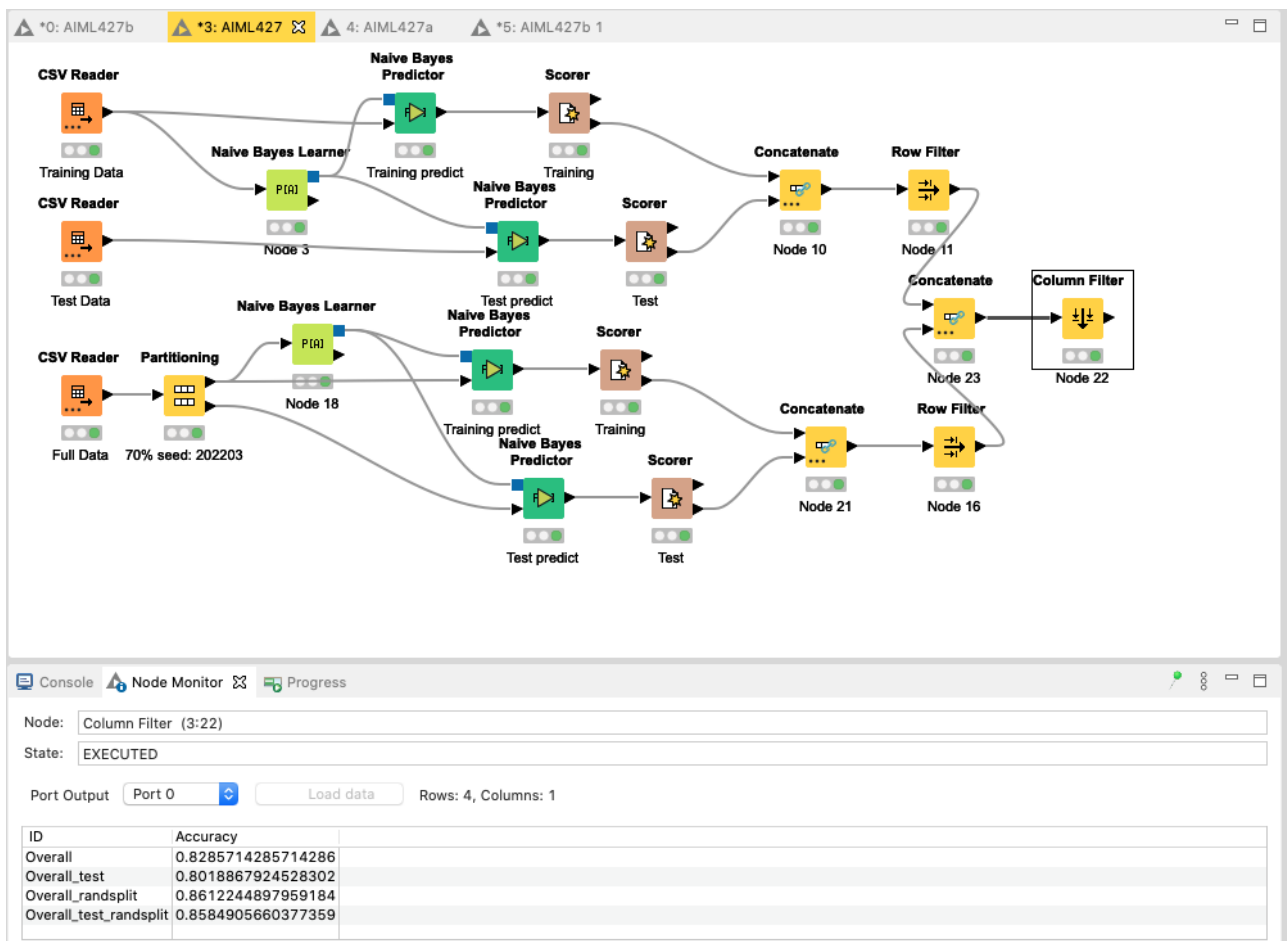 *0: AIML427b *3: AIML427 4: AIML427a *5: AIML427b 1
Naive Bayes
CSV Reader Predictor Scorer
Naive Bayes Learner Concatenate Row Filter
P[A]
Training Data Training predict Training
Naive Bayes
CSV Reader Predictor Scorer
Node 3 Node 10 Node 11
Concatenate Column Filter
Test Data Test predict Test
Naive Bayes Learner Naive Bayes
Predictor Scorer
P[A]
CSV Reader Partitioning
Node 23 Node 22
Node 18
Concatenate Row Filter
Training predict Training
Naive Bayes
Full Data 70% seed: 202203
Predictor Scorer
Node 21 Node 16
Test predict Test
Console Node Monitor Progress
Node: Column Filter (3:22)
State: EXECUTED
Port Output Port 0 Load data Rows: 4, Columns: 1
ID Accuracy
Overall 0.8285714285714286
Overall_test 0.8018867924528302
Overall_randsplit 0.8612244897959184
Overall_test_randsplit 0.8584905660377359